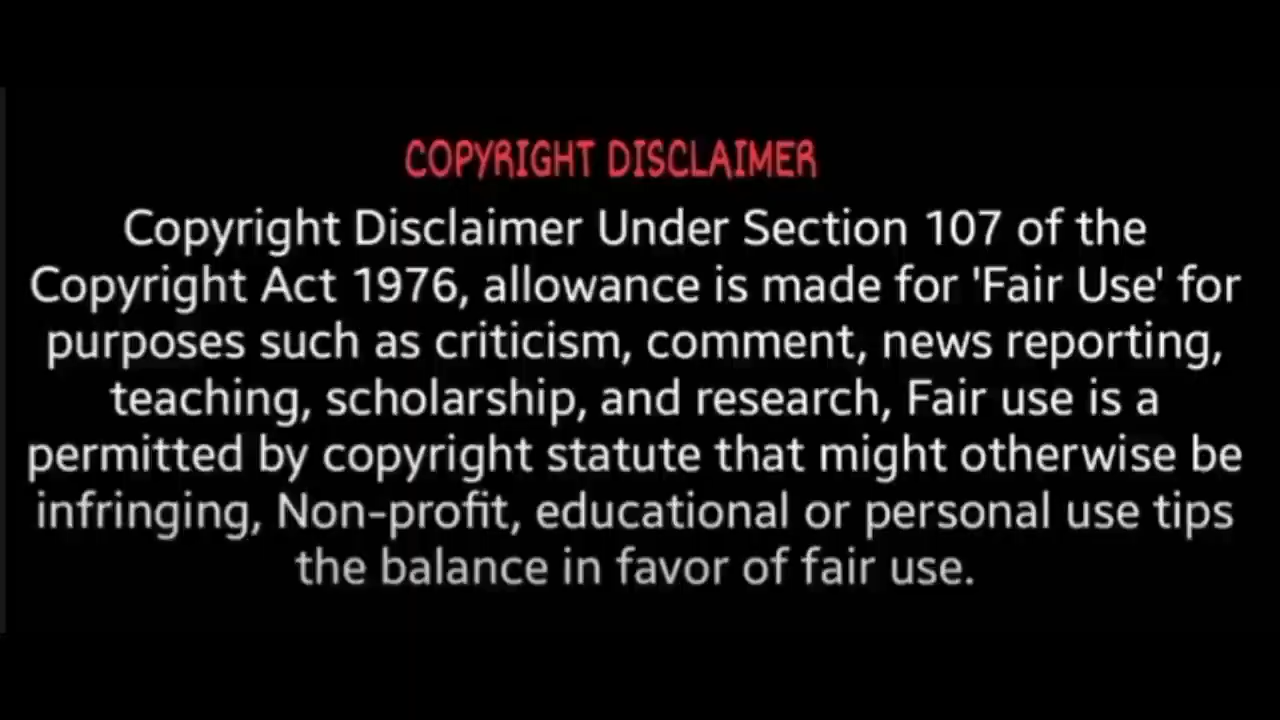 COPYRIGHT DISCLAIMER
Copyright Disclaimer Under Section 107 of the
Copyright Act 1976, allowance is made for 'Fair Use' for
purposes such as criticism, comment, news reporting,
teaching, scholarship, and research, Fair use is a
permitted by copyright statute that might otherwise be
infringing, Non-profit, educational or personal use tips
the balance in favor of fair use.